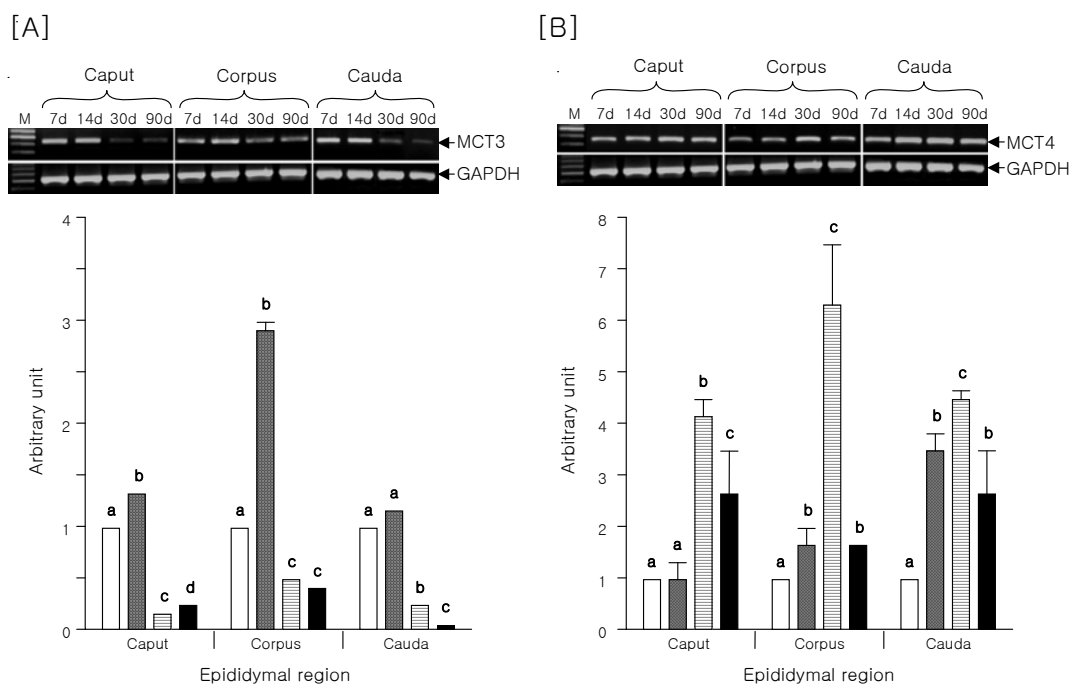 [A]
Caput Corpus Cauda
M 7d 14d 30d 90d 7d 14d 30d 90d 7d 14d 30d 90d
MCT3
GAPDH
4
3
2
1
0
Arbitrary unit
a b c d
a b c c
a a b c
Caput Corpus Cauda
Epididymal region
[B]
Caput Corpus Cauda
M 7d 14d 30d 90d 7d 14d 30d 90d 7d 14d 30d 90d
MCT4
GAPDH
8
7
6
5
4
3
2
1
0
Arbitrary unit
a a b c
a b c b
a b c b
Caput Corpus Cauda
Epididymal region